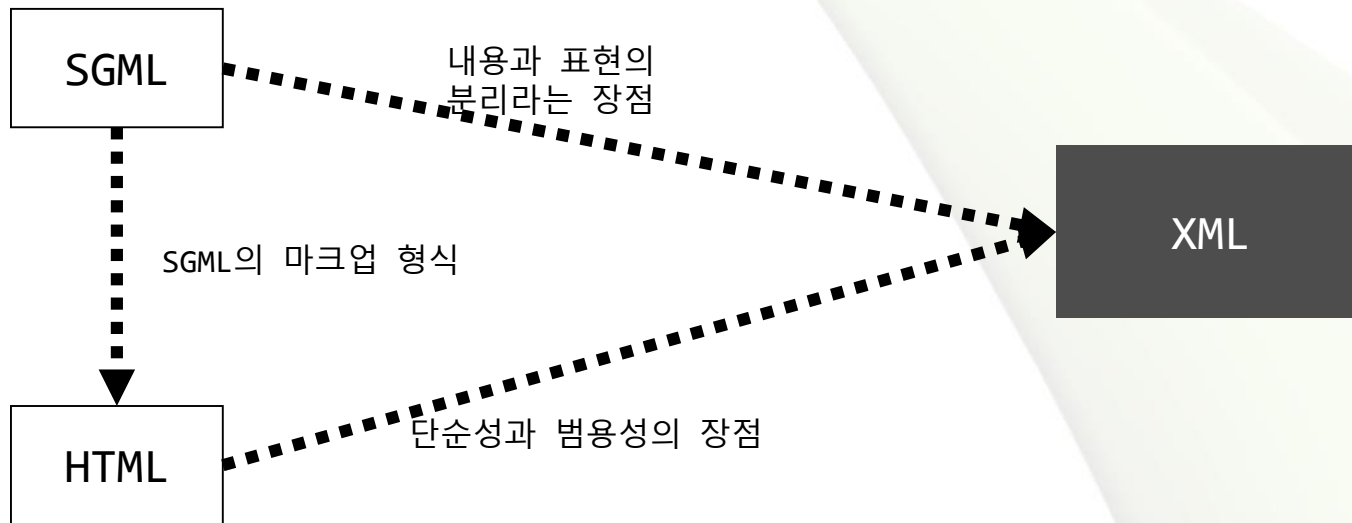 SGML
내용과 표현의
분리라는 장점
XML
SGML의 마크업 형식
단순성과 범용성의 장점
HTML